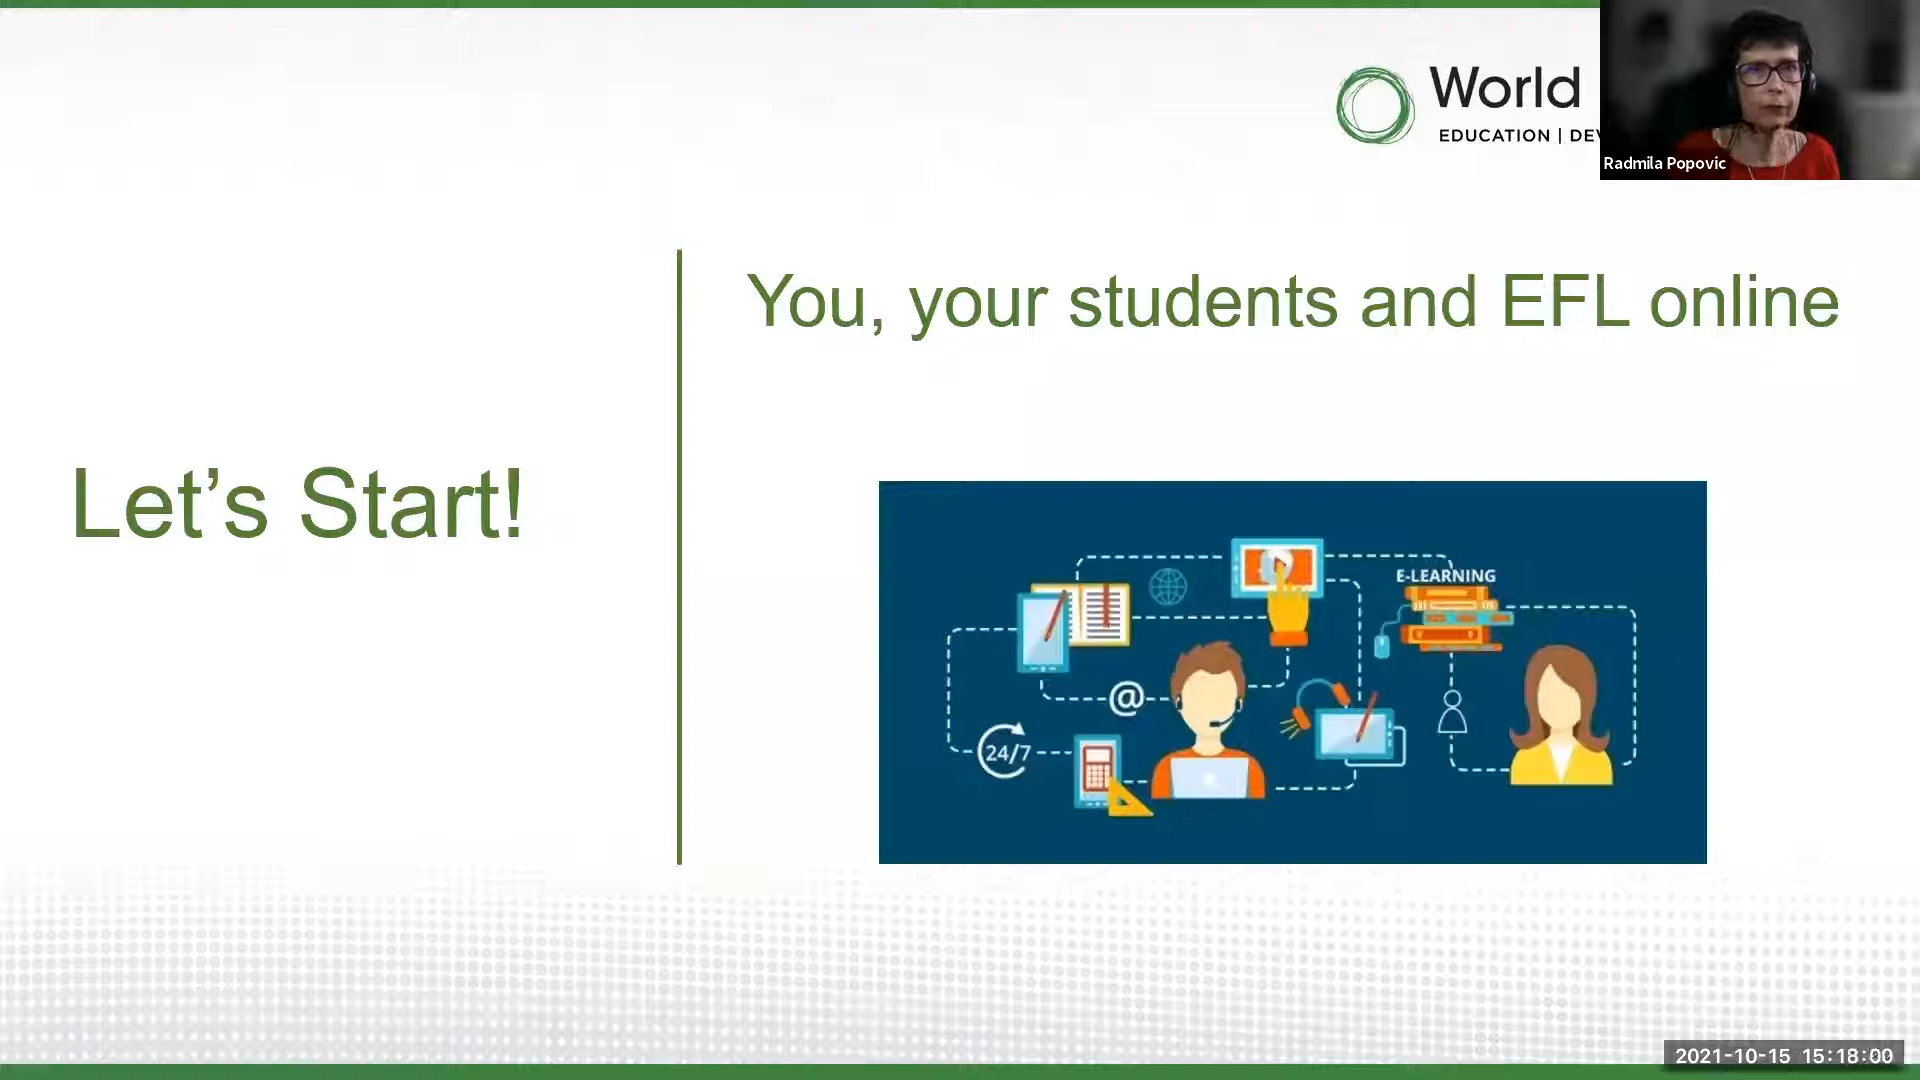 World
EDUCATION | DEV
Radmila Popovic
You, your students and EFL online
Let’s Start!
E-LEARNING
@
24/7
2021-10-15 15:18:00